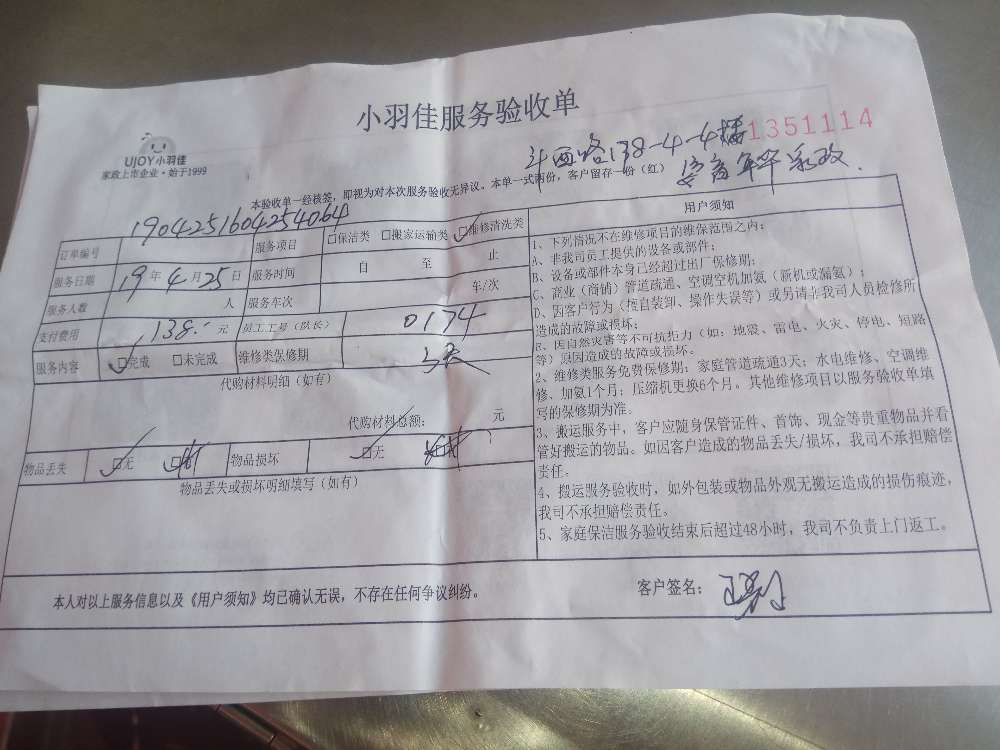 小羽佳服务验收单
UJOY小羽佳
家政上市企业·始于1999
1351114
斗西路138-4-4楼
年华家政
本验收单一经核签，即视为对本次服务验收无异议。本单一式两份，客户留存一份（红）
订单编号 1904251604254064 服务项目 □保洁类 □搬家运输类 □维修清洗类
服务日期 19年4月25日 服务时间 自 至 止
服务人数 人 服务车次 车/次
支付费用 138.元 员工工号（队长） 0174
服务内容 □完成 □未完成 维修类保修期 3天
代购材料明细（如有）
代购材料总额： 元
物品丢失 □无 物品损坏 □无
物品丢失或损坏明细填写（如有）
用户须知
1、下列情况不在维修项目的维保范围之内：
A、非我司员工提供的设备或部件；
B、设备或部件本身已经超过出厂保修期；
C、商业（商铺）管道疏通、空调空机加氨（新机或漏氨）；
D、因客户行为（擅自装卸、操作失误等）或另请非我司人员检修所
造成的故障或损坏；
E、因自然灾害等不可抗拒力（如：地震、雷电、火灾、停电、短路
等）原因造成的故障或损坏。
2、维修类服务免费保修期：家庭管道疏通3天；水电维修、空调维
修、加氨1个月；压缩机更换6个月。其他维修项目以服务验收单填
写的保修期为准。
3、搬运服务中，客户应随身保管证件、首饰、现金等贵重物品并看
管好搬运的物品。如因客户造成的物品丢失/损坏，我司不承担赔偿
责任。
4、搬运服务验收时，如外包装或物品外观无搬运造成的损伤痕迹，
我司不承担赔偿责任。
5、家庭保洁服务验收结束后超过48小时，我司不负责上门返工。
本人对以上服务信息以及《用户须知》均已确认无误，不存在任何争议纠纷。
客户签名：